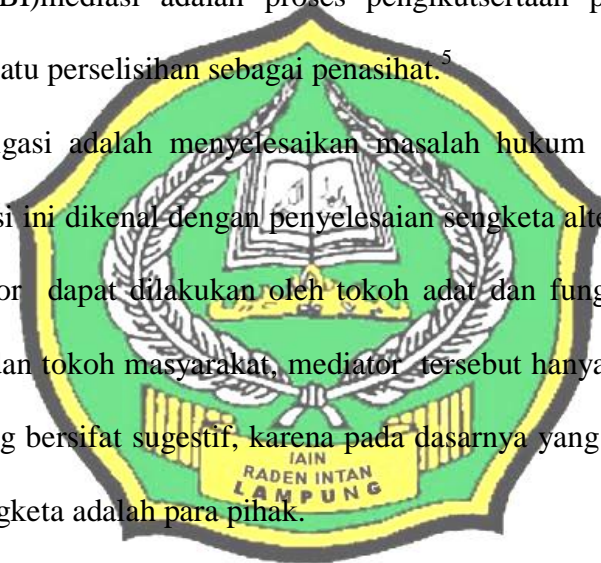 BI)mediasi adalah proses pengikutsertaan p
atu perselisihan sebagai penasihat.5
gasi adalah menyelesaikan masalah hukum
si ini dikenal dengan penyelesaian sengketa alte
or dapat dilakukan oleh tokoh adat dan fung
dan tokoh masyarakat, mediator tersebut hanya
g bersifat sugestif, karena pada dasarnya yang
gketa adalah para pihak.
IAIN
RADEN INTAN
LAMPUNG